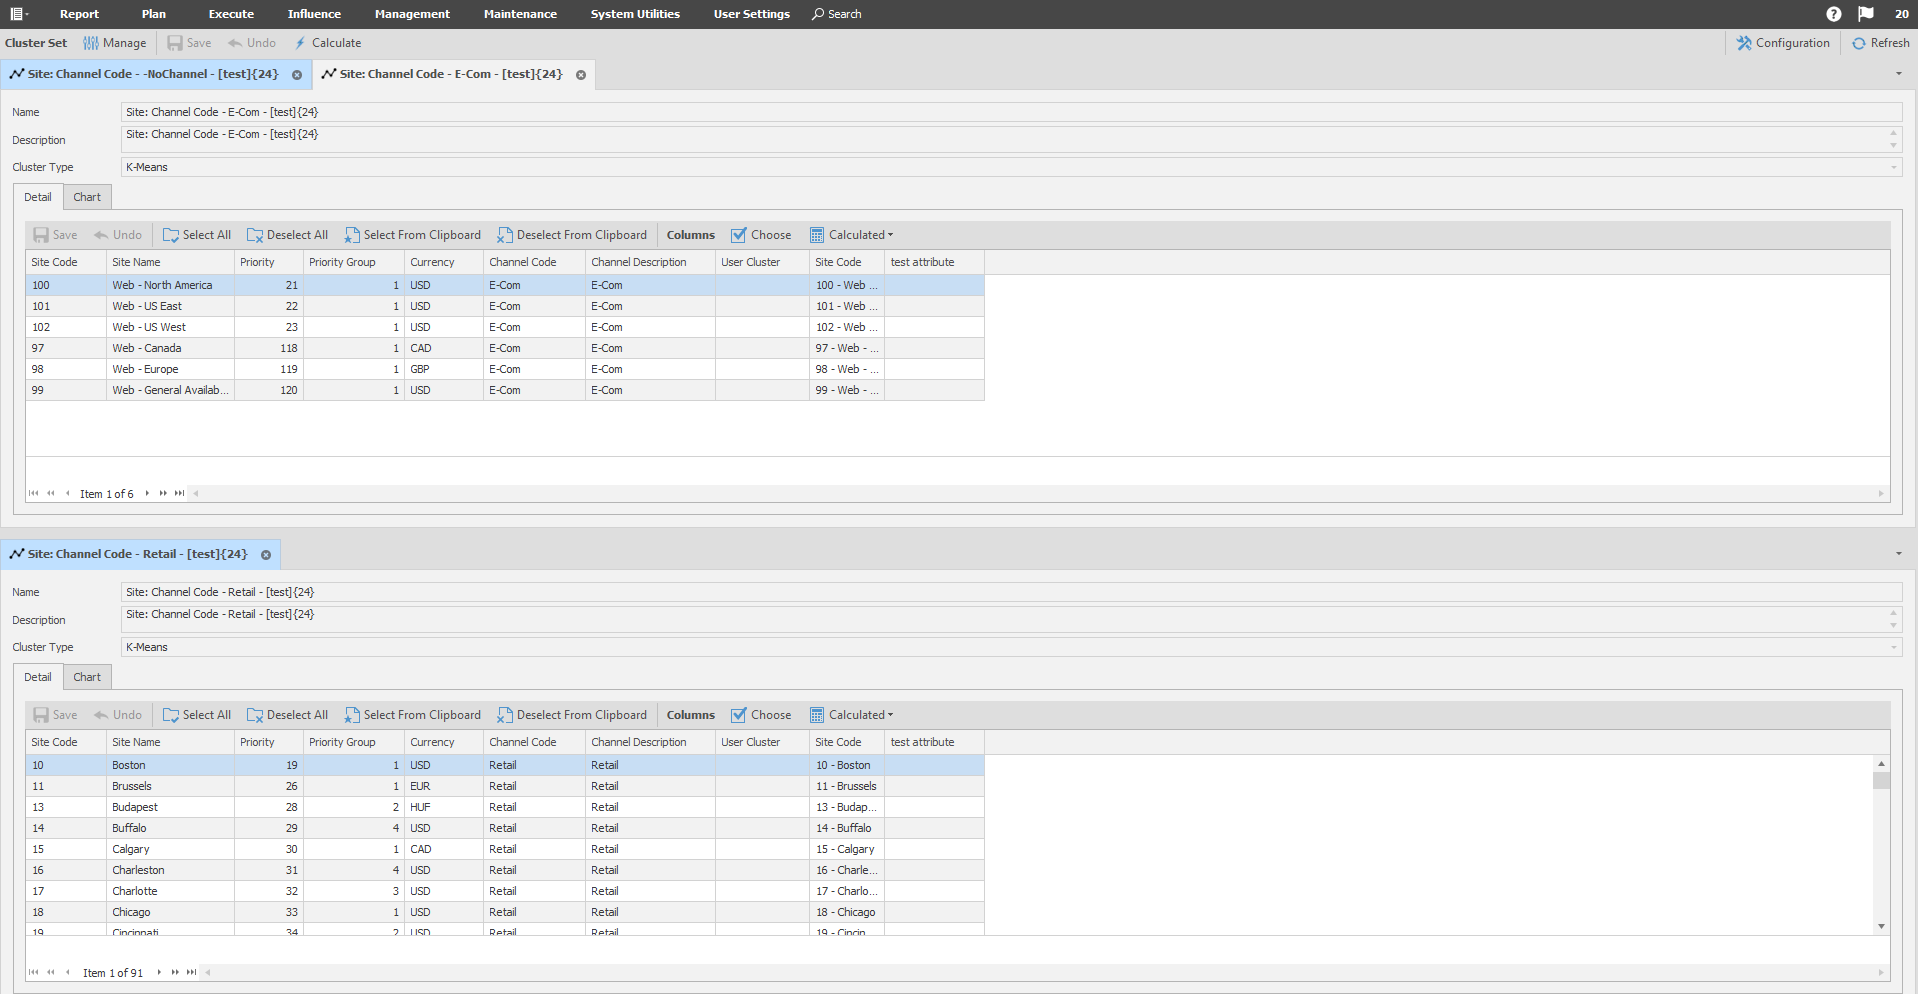 Report Plan Execute Influence Management Maintenance System Utilities User Settings Search 20
Cluster Set Manage Save Undo Calculate Configuration Refresh
Site: Channel Code - -NoChannel - [test]{24} Site: Channel Code - E-Com - [test]{24}
Name Site: Channel Code - E-Com - [test]{24}
Description Site: Channel Code - E-Com - [test]{24}
Cluster Type K-Means
Detail Chart
Save Undo Select All Deselect All Select From Clipboard Deselect From Clipboard Columns Choose Calculated
Site Code Site Name Priority Priority Group Currency Channel Code Channel Description User Cluster Site Code test attribute
100 Web - North America 21 1 USD E-Com E-Com 100 - Web ...
101 Web - US East 22 1 USD E-Com E-Com 101 - Web ...
102 Web - US West 23 1 USD E-Com E-Com 102 - Web ...
97 Web - Canada 118 1 CAD E-Com E-Com 97 - Web - ...
98 Web - Europe 119 1 GBP E-Com E-Com 98 - Web - ...
99 Web - General Availab... 120 1 USD E-Com E-Com 99 - Web - ...
Item 1 of 6
Site: Channel Code - Retail - [test]{24}
Name Site: Channel Code - Retail - [test]{24}
Description Site: Channel Code - Retail - [test]{24}
Cluster Type K-Means
Detail Chart
Save Undo Select All Deselect All Select From Clipboard Deselect From Clipboard Columns Choose Calculated
Site Code Site Name Priority Priority Group Currency Channel Code Channel Description User Cluster Site Code test attribute
10 Boston 19 1 USD Retail Retail 10 - Boston
11 Brussels 26 1 EUR Retail Retail 11 - Brussels
13 Budapest 28 2 HUF Retail Retail 13 - Budap...
14 Buffalo 29 4 USD Retail Retail 14 - Buffalo
15 Calgary 30 1 CAD Retail Retail 15 - Calgary
16 Charleston 31 4 USD Retail Retail 16 - Charle...
17 Charlotte 32 3 USD Retail Retail 17 - Charlo...
18 Chicago 33 1 USD Retail Retail 18 - Chicago
19 Cincinnati 34 2 USD Retail Retail 19 - Cincin
Item 1 of 91